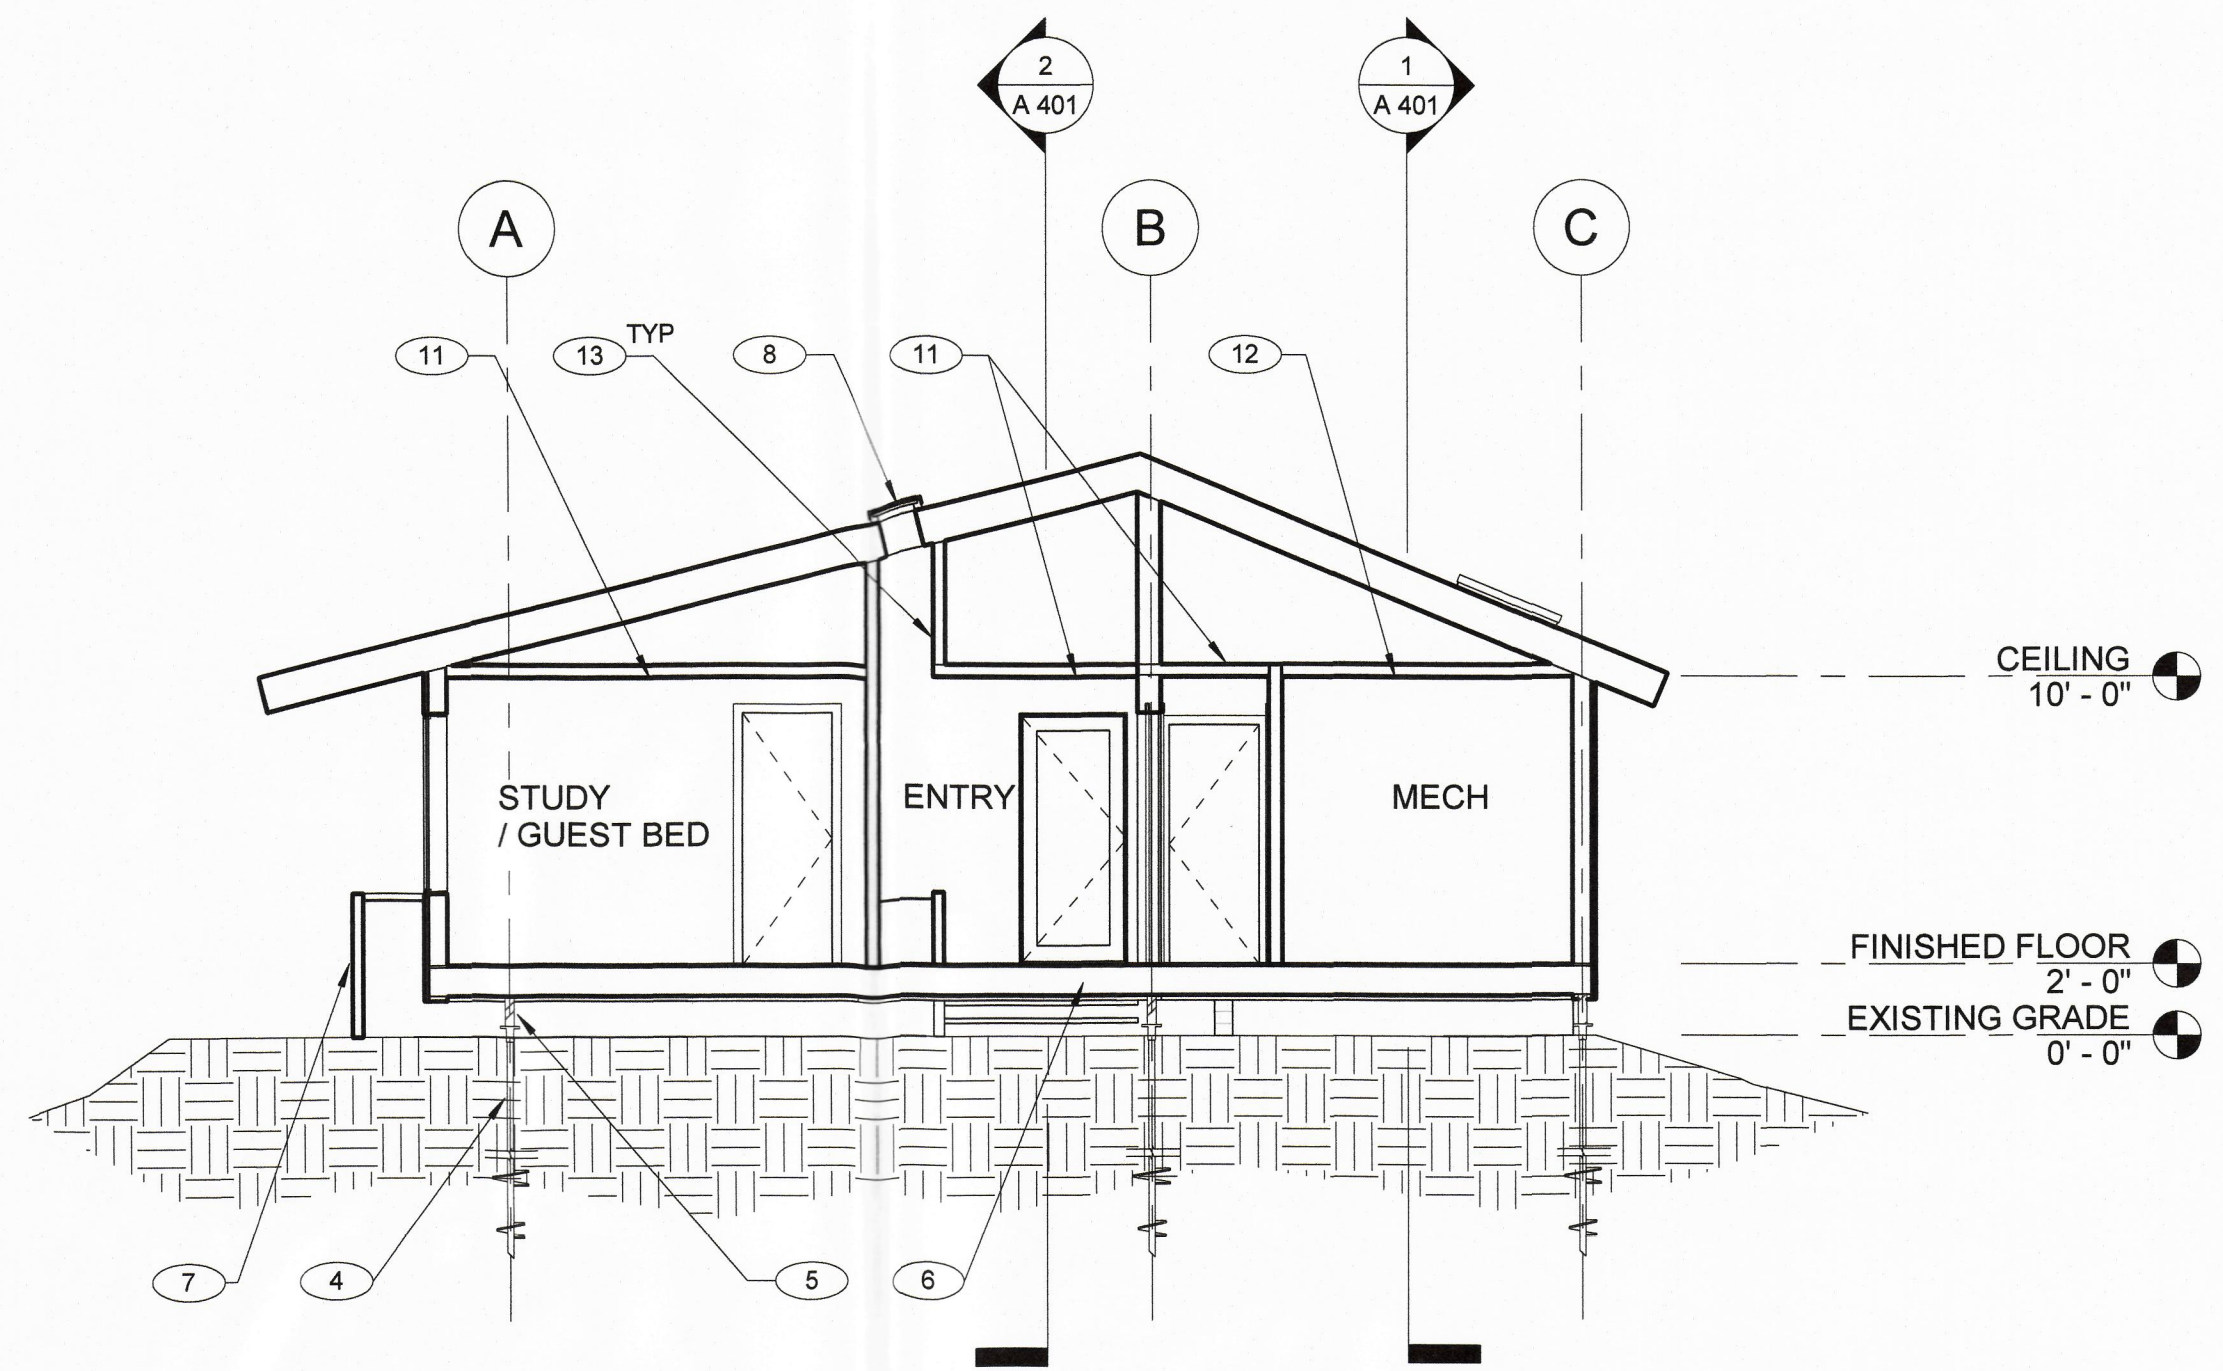 2
A 401
1
A 401
A
B
C
11
13
TYP
8
11
12
CEILING
10' - 0"
STUDY
/ GUEST BED
ENTRY
MECH
FINISHED FLOOR
2' - 0"
EXISTING GRADE
0' - 0"
7
4
5
6